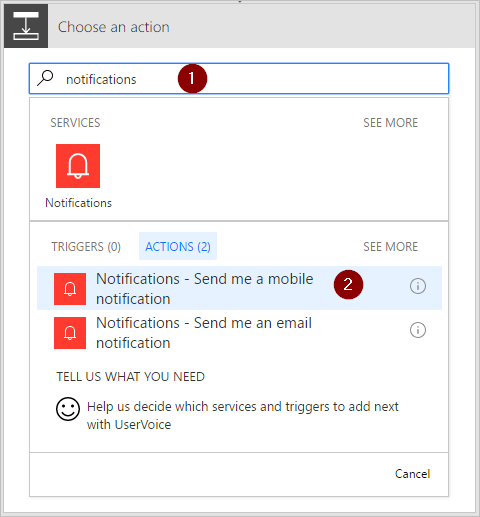 Choose an action
notifications 1
SERVICES SEE MORE
Notifications
TRIGGERS (0) ACTIONS (2) SEE MORE
Notifications - Send me a mobile
notification
2
Notifications - Send me an email
notification
TELL US WHAT YOU NEED
Help us decide which services and triggers to add next
with UserVoice
Cancel